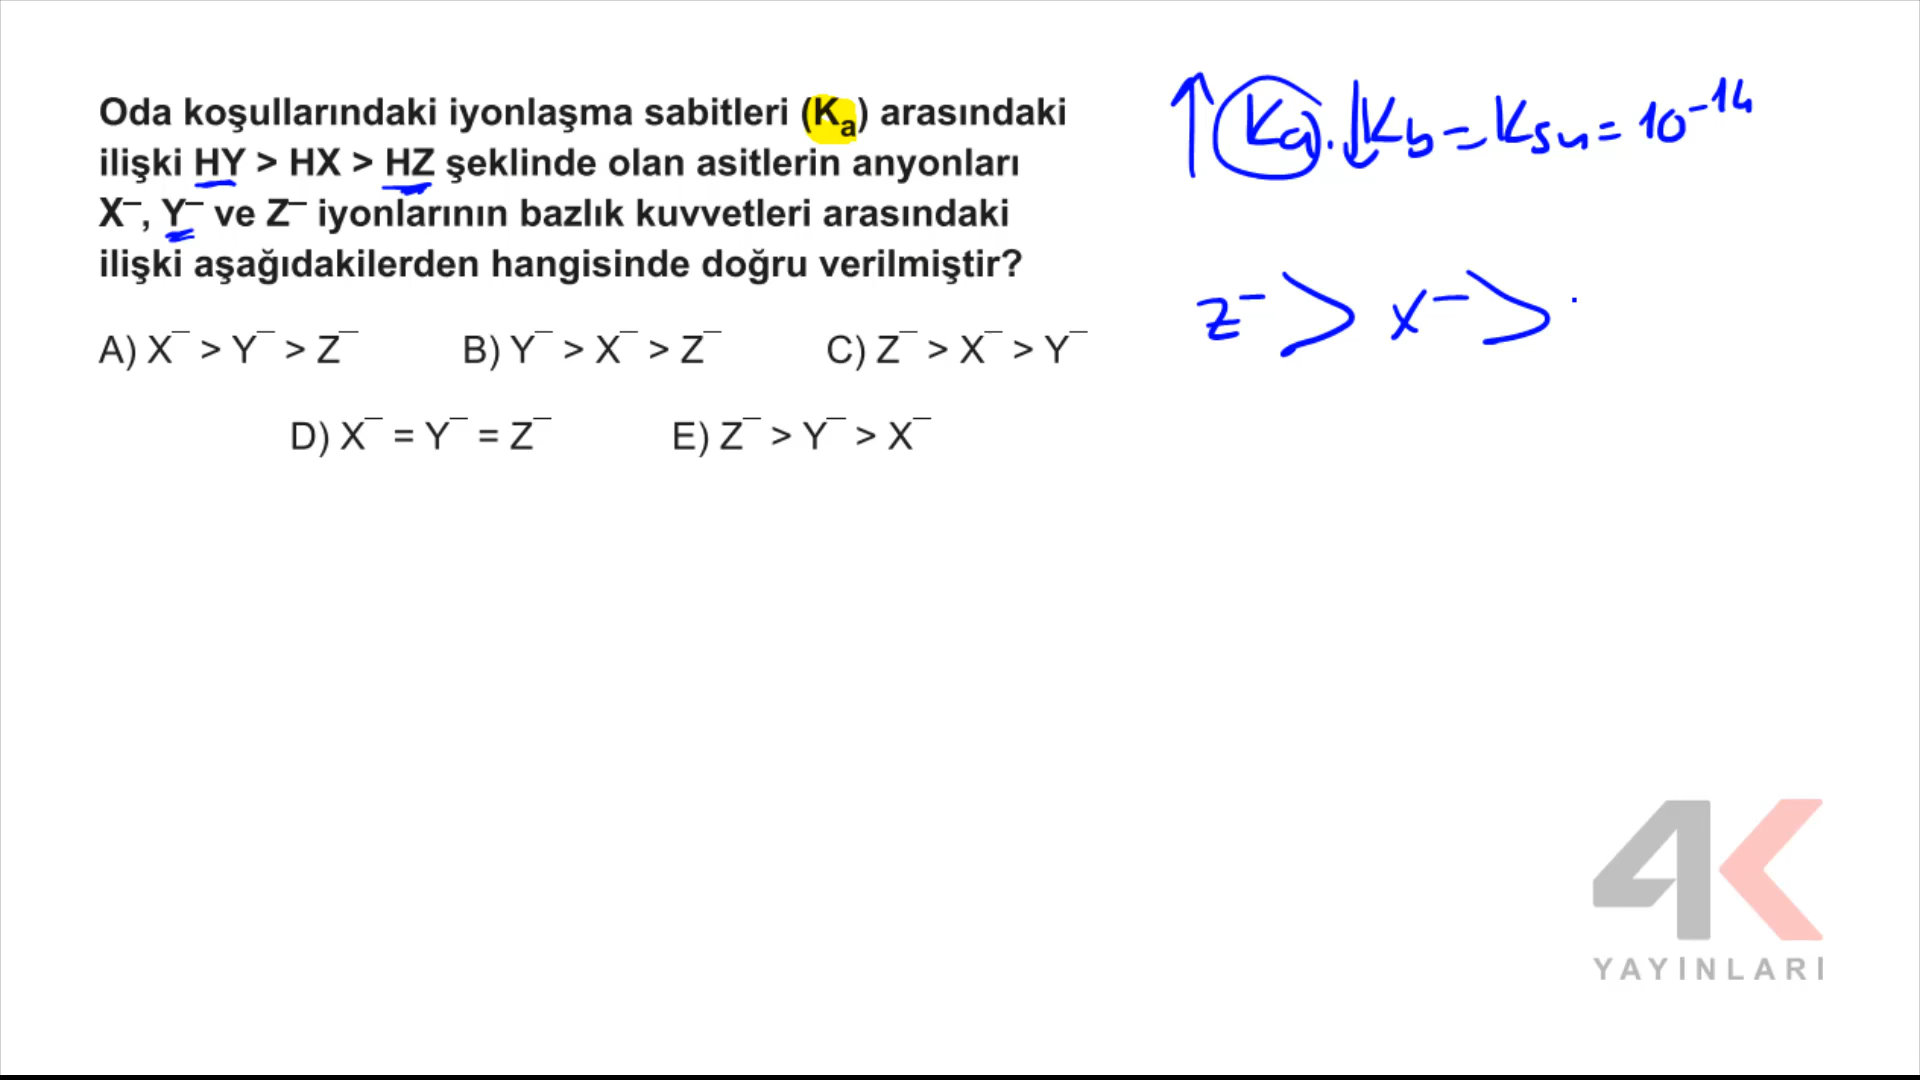 Oda koşullarındaki iyonlaşma sabitleri (Kₐ) arasındaki
ilişki HY > HX > HZ şeklinde olan asitlerin anyonları
X⁻, Y⁻ ve Z⁻ iyonlarının bazlık kuvvetleri arasındaki
ilişki aşağıdakilerden hangisinde doğru verilmiştir?
A) X⁻ > Y⁻ > Z⁻ B) Y⁻ > X⁻ > Z⁻ C) Z⁻ > X⁻ > Y⁻
D) X⁻ = Y⁻ = Z⁻ E) Z⁻ > Y⁻ > X⁻
↑Ka . ↓Kb = Ksu = 10⁻¹⁴
z⁻ > x⁻ >
4K
YAYINLARI